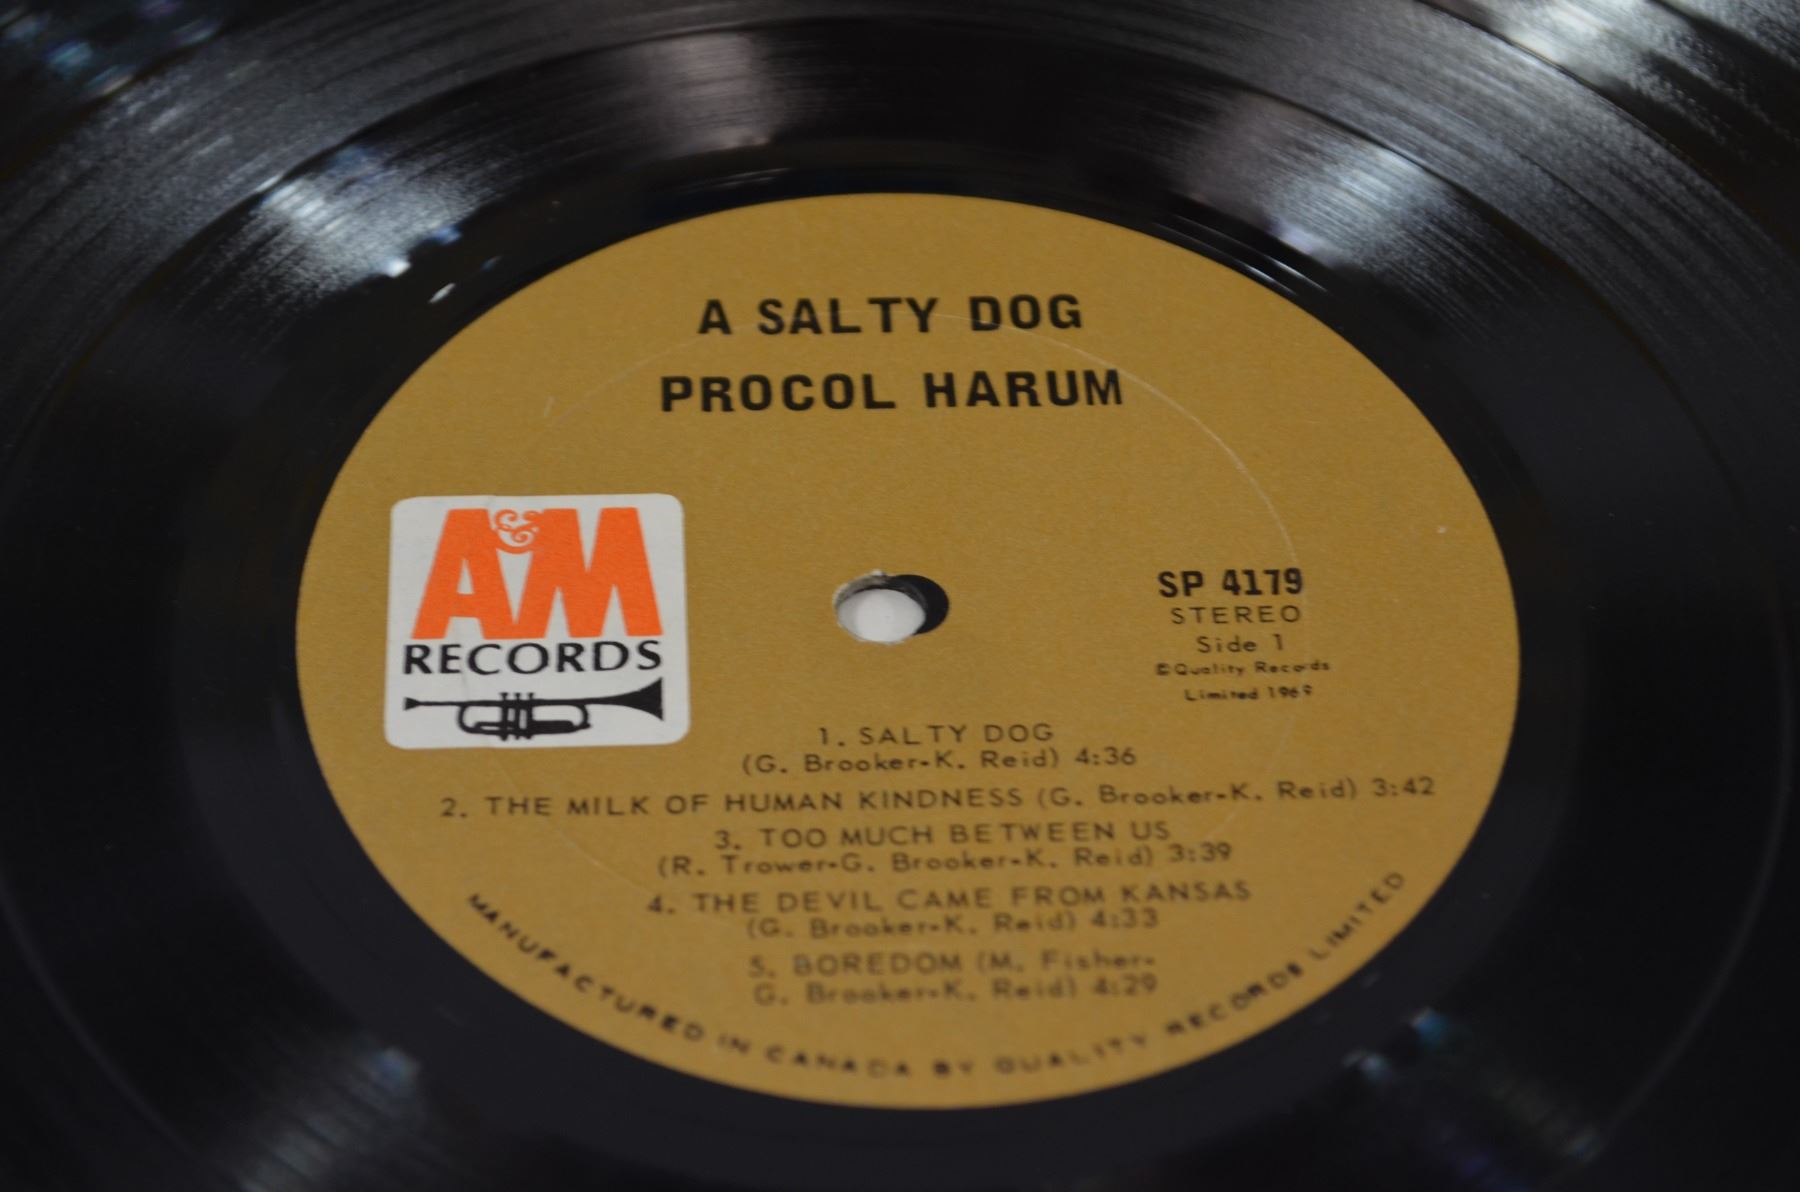 A SALTY DOG
PROCOL HARUM
A&M
RECORDS
SP 4179
STEREO
Side 1
©Quality Records
Limited 1969
1. SALTY DOG
(G. Brooker-K. Reid) 4:36
2. THE MILK OF HUMAN KINDNESS (G. Brooker-K. Reid) 3:42
3. TOO MUCH BETWEEN US
(R. Trower-G. Brooker-K. Reid) 3:39
4. THE DEVIL CAME FROM KANSAS
(G. Brooker-K. Reid) 4:33
5. BOREDOM (M. Fisher-
G. Brooker-K. Reid) 4:29
MANUFACTURED IN CANADA BY QUALITY RECORDS LIMITED